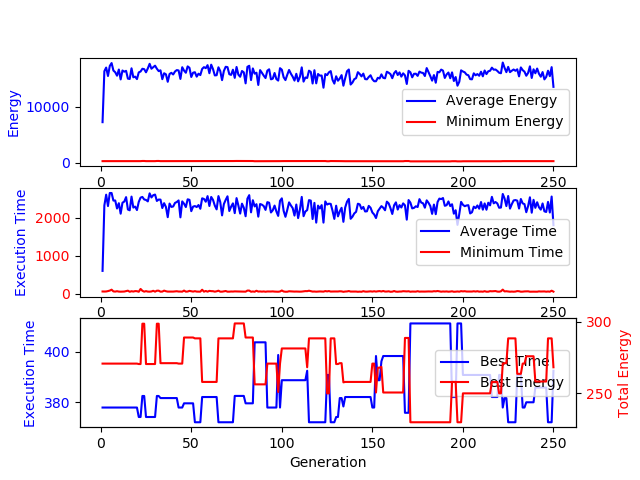 Energy
10000
0
Average Energy
Minimum Energy
0 50 100 150 200 250
Execution Time
2000
1000
0
Average Time
Minimum Time
0 50 100 150 200 250
Execution Time
400
380
Best Time
Best Energy
300
250
Total Energy
0 50 100 150 200 250
Generation